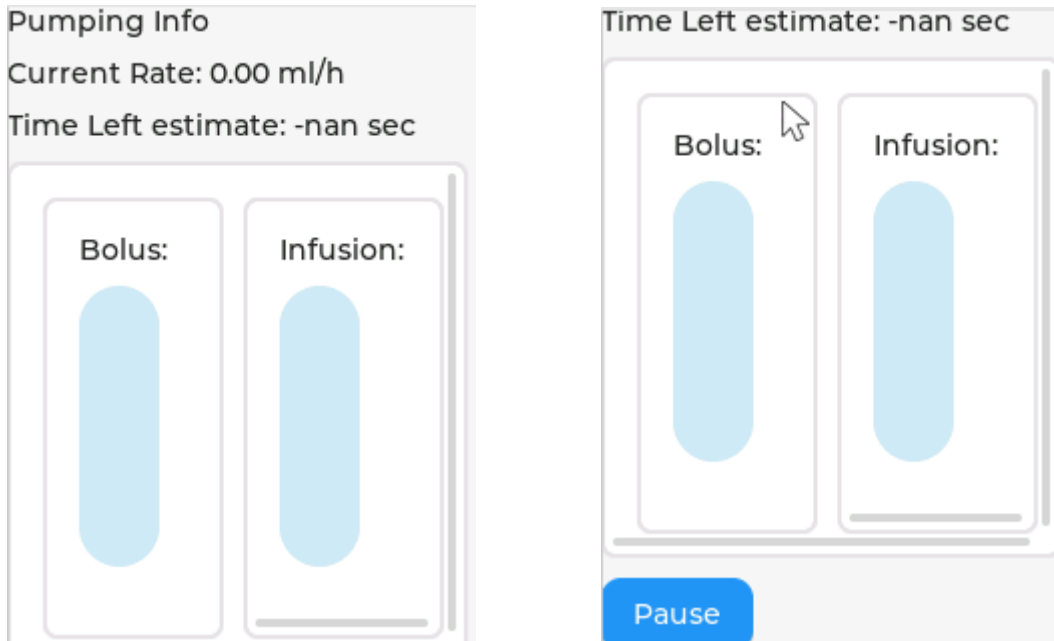 Pumping Info
Current Rate: 0.00 ml/h
Time Left estimate: -nan sec
Bolus:
Infusion:
Time Left estimate: -nan sec
Bolus:
Infusion:
Pause